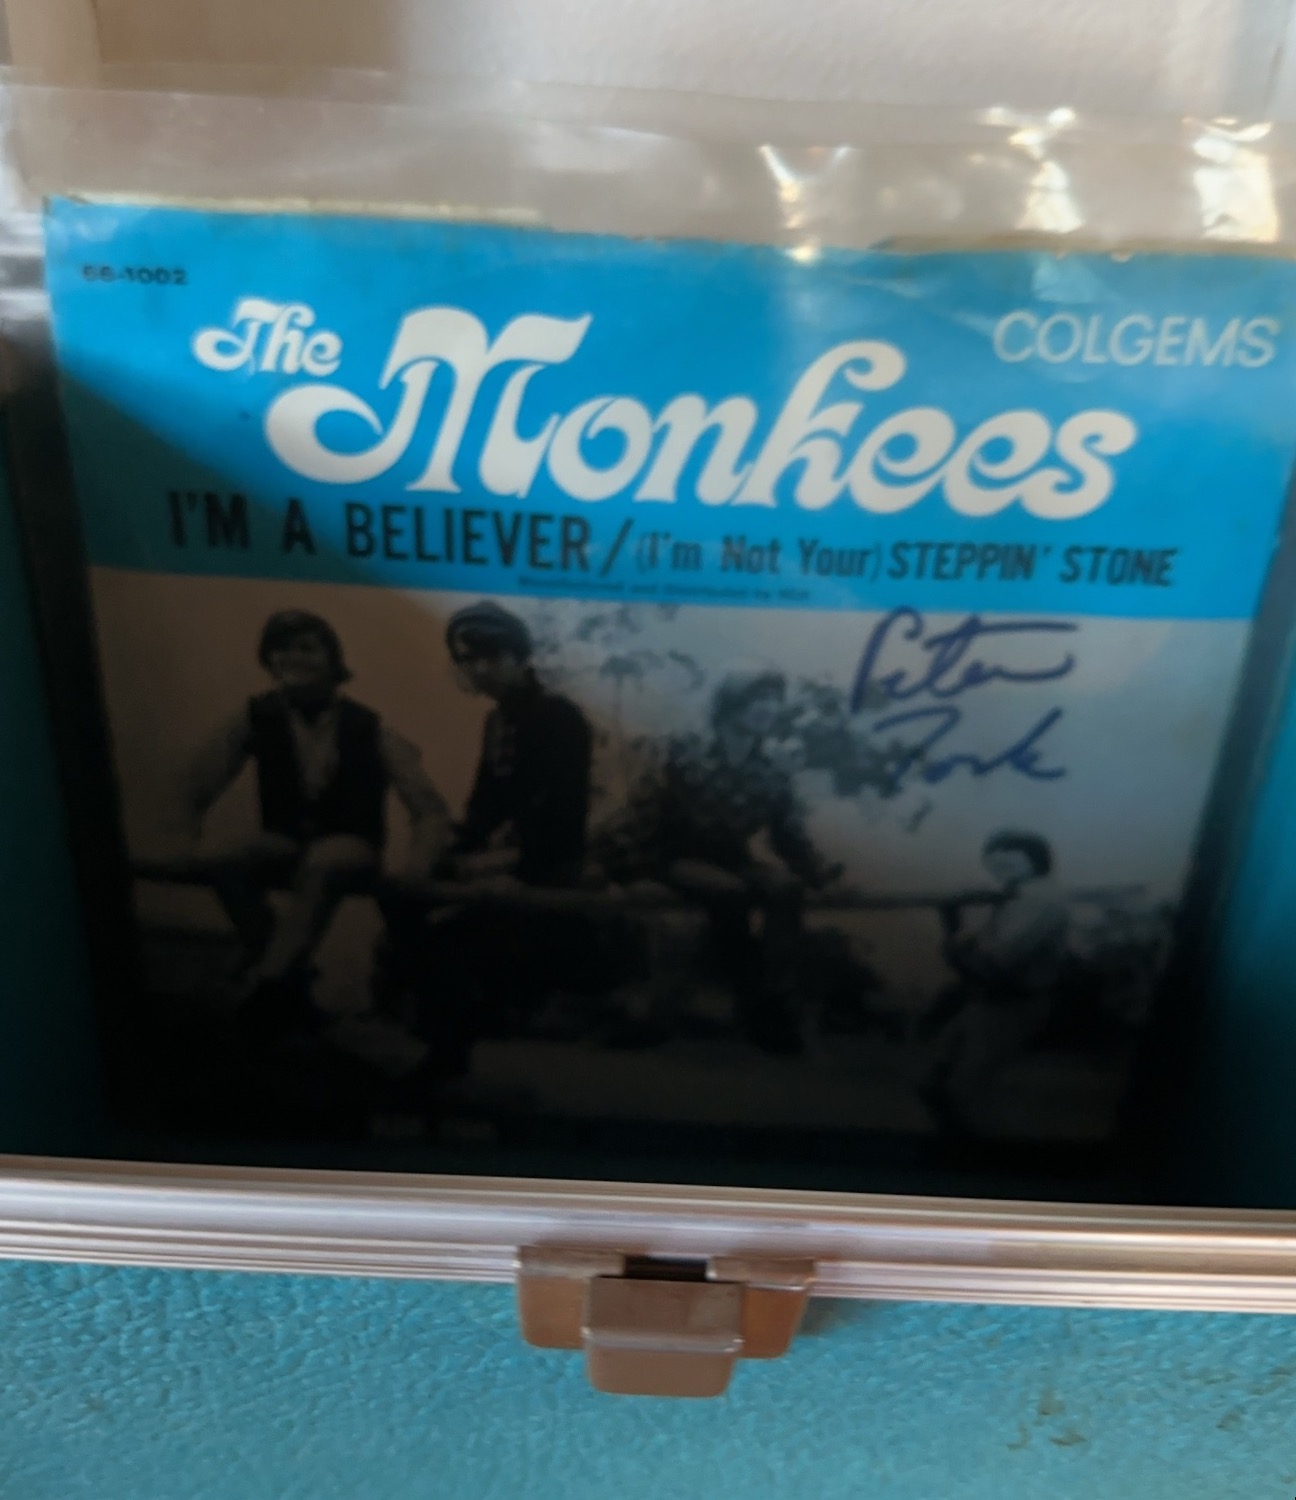 66-1002
The Monkees
COLGEMS
I'M A BELIEVER/(I'm Not Your) STEPPIN' STONE
Peter
Tork